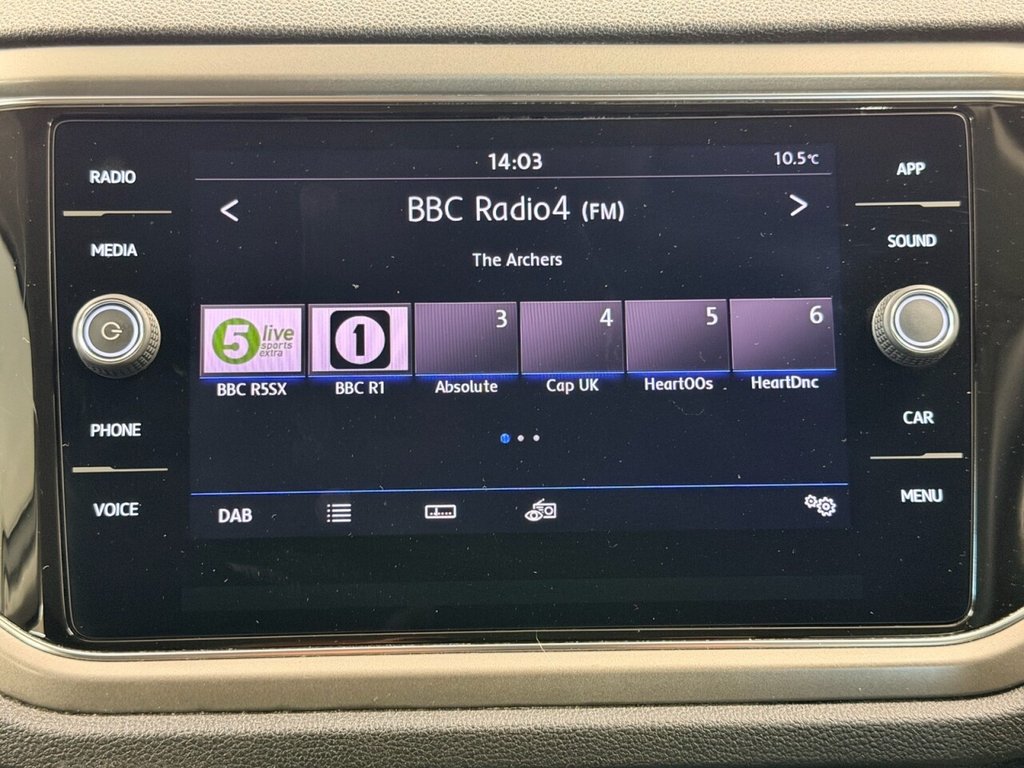 14:03
10.5°C
RADIO
APP
< BBC Radio4 (FM) >
MEDIA
SOUND
The Archers
5 live
sports
extra
1
3
4
5
6
BBC R5SX
BBC R1
Absolute
Cap UK
Heart00s
HeartDnc
PHONE
CAR
VOICE
MENU
DAB